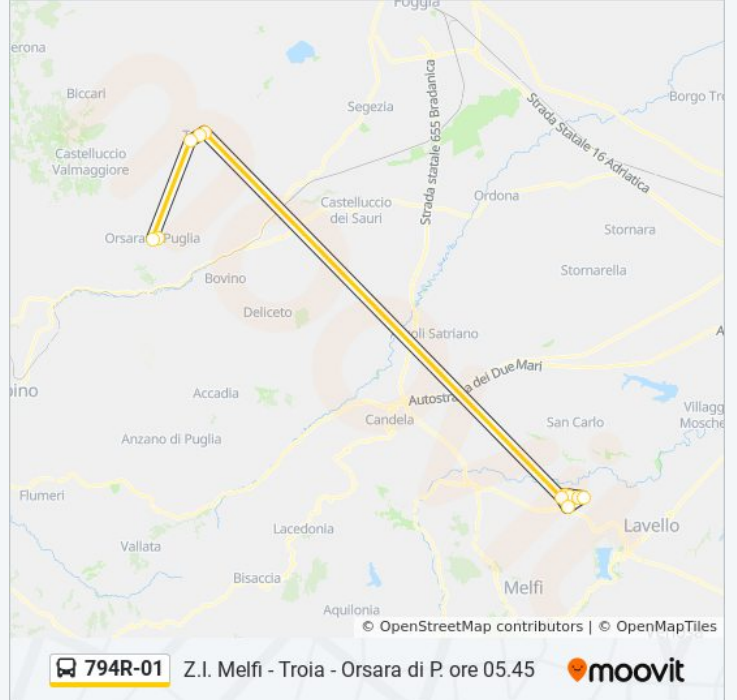 Foggia
erona
Biccari
Segezia
Borgo Tre
Strada statale 655 Bradanica
Strada Statale 16 Adriatica
Castelluccio
Valmaggiore
Castelluccio
dei Sauri
Ordona
Orsara Puglia
Stornara
Bovino
Stornarella
Deliceto
oli Satriano
Autostrada dei Due Mari
pino
Accadia
Candela
San Carlo
Villagg
Mosche
Anzano di Puglia
Flumeri
Lacedonia
Lavello
Vallata
Bisaccia
Melfi
Aquilonia
© OpenStreetMap contributors | © OpenMapTiles
794R-01 Z.I. Melfi - Troia - Orsara di P. ore 05.45 moovit